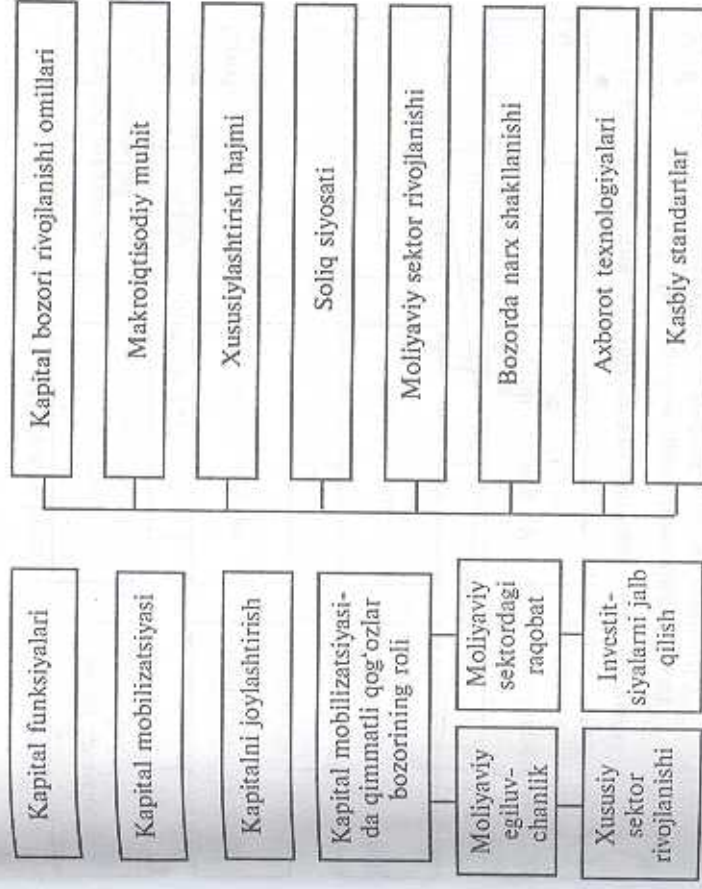 Kapital funksiyalari
Kapital mobilizatsiyasi
Kapitalni joylashtirish
Kapital mobilizatsiyasi-
da qimmatli qog'ozlar
bozorining roli
Moliyaviy
egiluv-
chanlik
Moliyaviy
sektordagi
raqobat
Xususiy
sektor
rivojlanishi
Investit-
siyalarni jalb
qilish
Kapital bozori rivojlanishi omillari
Makroiqtisodiy muhit
Xususiylashtirish hajmi
Soliq siyosati
Moliyaviy sektor rivojlanishi
Bozorda narx shakllanishi
Axborot texnologiyalari
Kasbiy standartlar